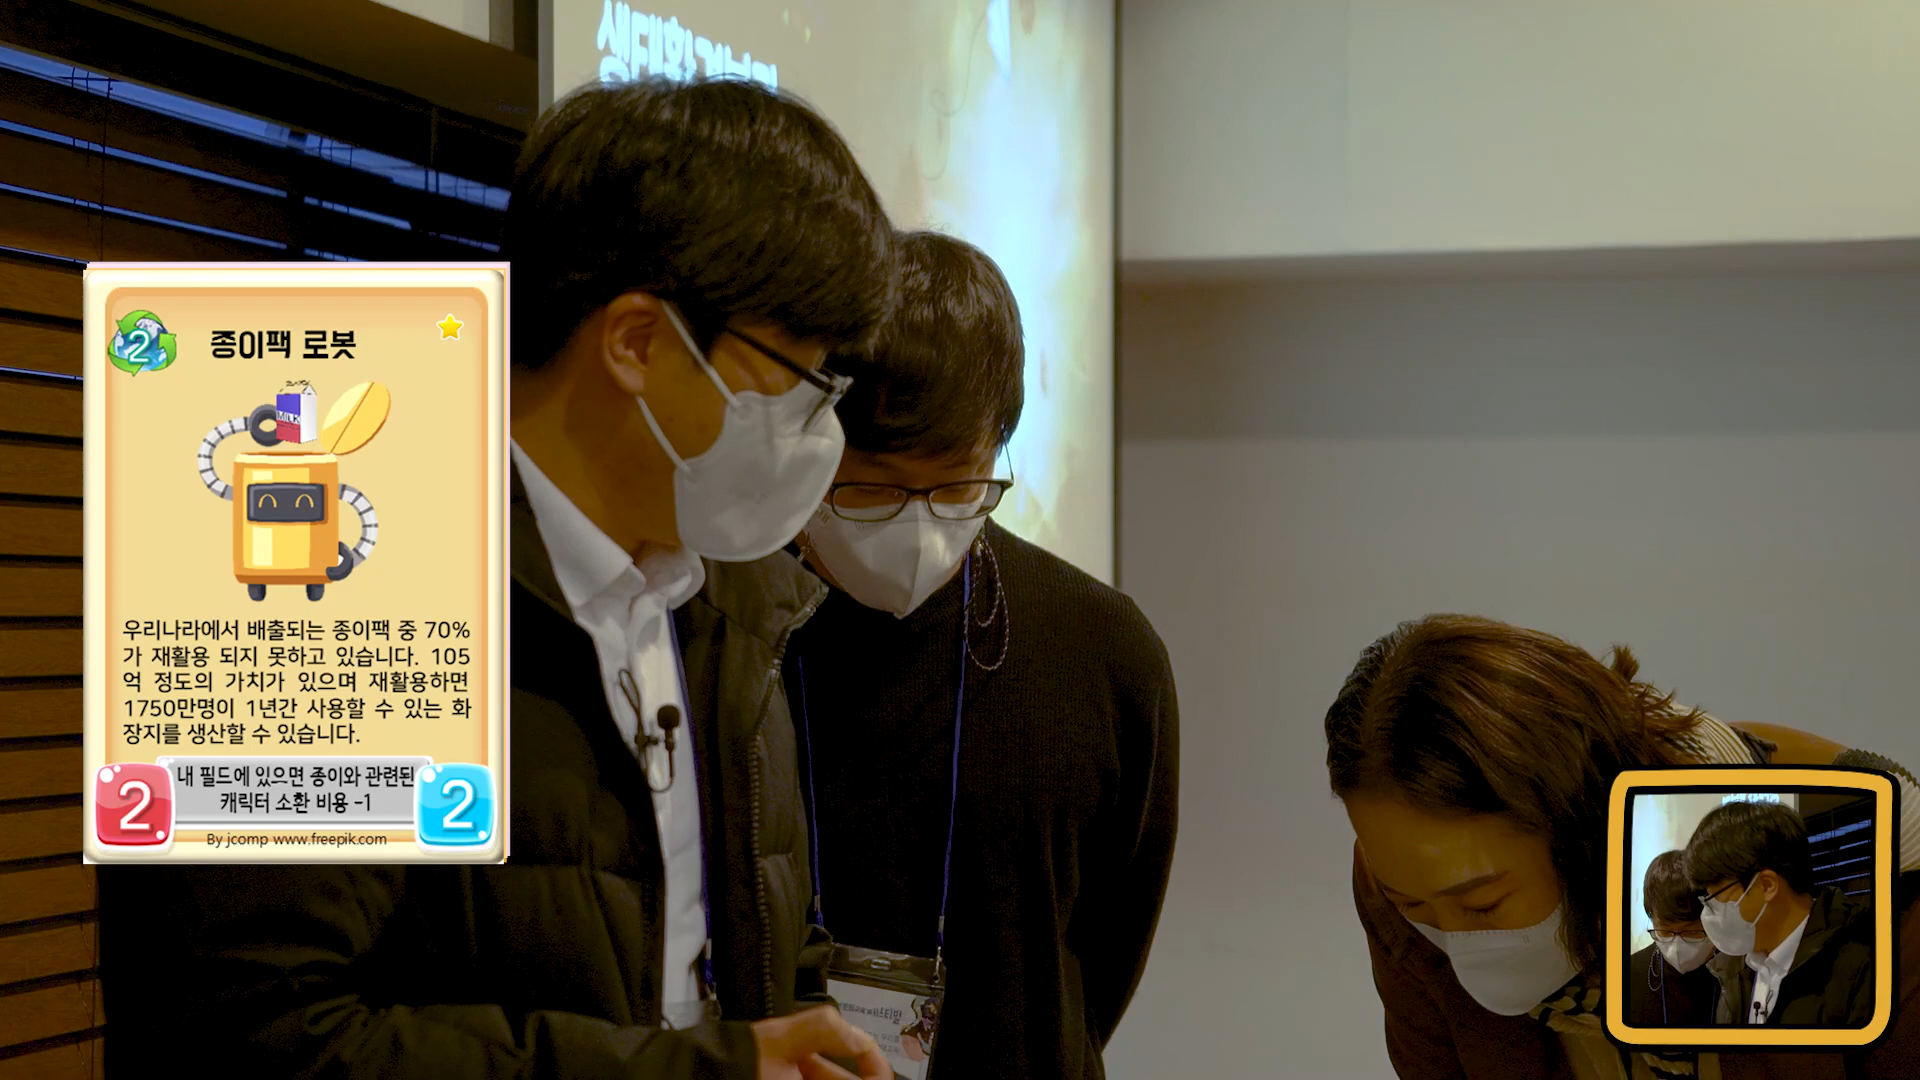 2
종이팩 로봇
MILK
우리나라에서 배출되는 종이팩 중 70%
가 재활용 되지 못하고 있습니다. 105
억 정도의 가치가 있으며 재활용하면
1750만명이 1년간 사용할 수 있는 화
장지를 생산할 수 있습니다.
내 필드에 있으면 종이와 관련된
캐릭터 소환 비용 -1
2
2
By jcomp www.freepik.com